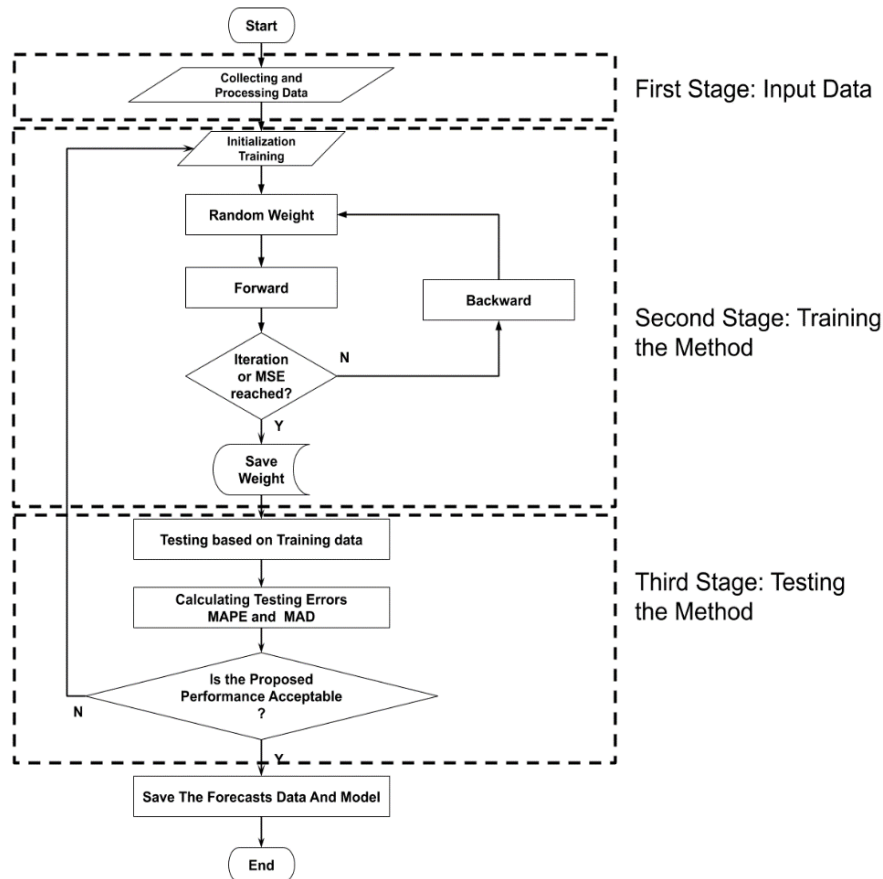 Start
Collecting and
Processing Data
First Stage: Input Data
Initialization
Training
Random Weight
Forward
Backward
Second Stage: Training
the Method
Iteration
or MSE
reached?
N
Y
Save
Weight
Testing based on Training data
Calculating Testing Errors
MAPE and MAD
Third Stage: Testing
the Method
Is the Proposed
Performance Acceptable
?
N
Y
Save The Forecasts Data And Model
End